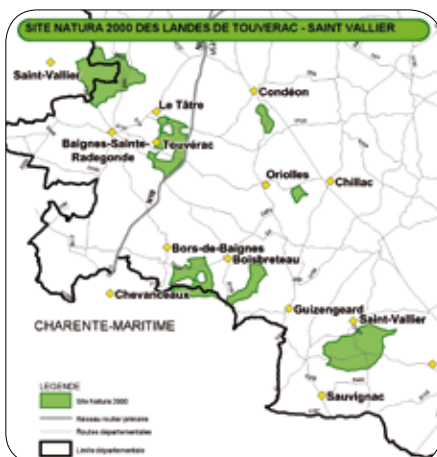 SITE NATURA 2000 DES LANDES DE TOUVERAC - SAINT VALLIER
Saint-Vallier
Le Tâtre
Condéon
Baignes-Sainte-
Radegonde
Touvérac
Oriolles
Chillac
Bors-de-Baignes
Boisbreteau
Chevanceaux
Guizengeard
Saint-Vallier
CHARENTE-MARITIME
Sauvignac
LEGENDE
Site Natura 2000
Réseau routier primaire
Routes départementales
Limite départementale